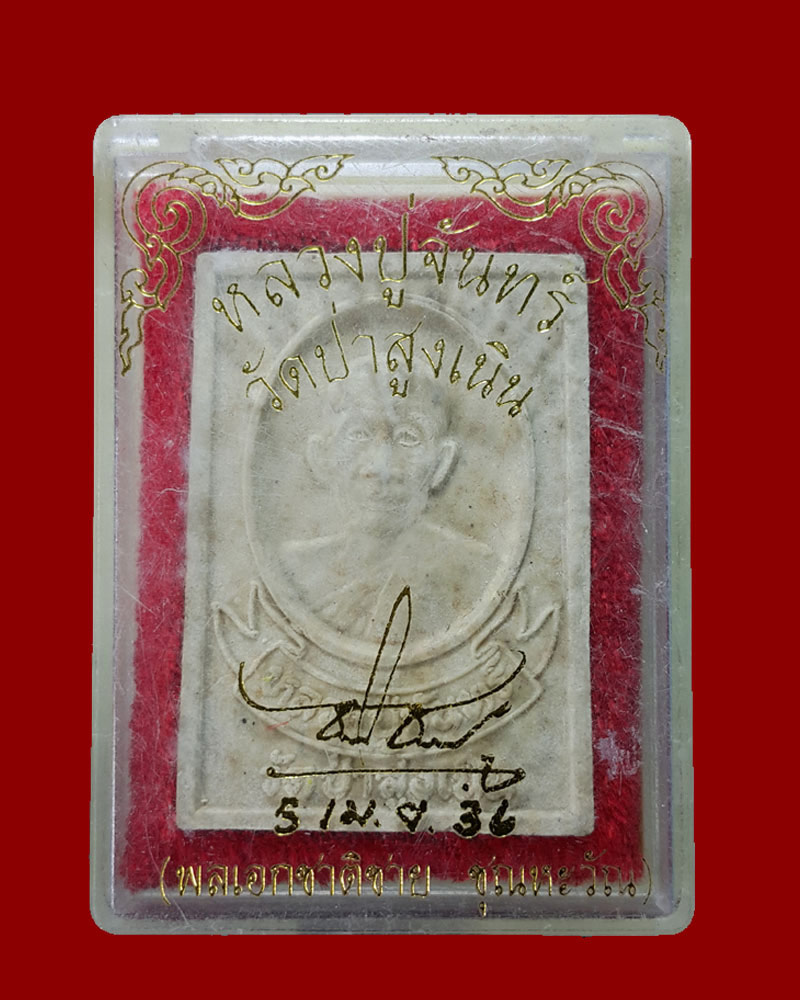 หลวงปู่จันทร์
วัดป่าสูงเนิน
5 เม.ย. 36
(พลเอกชาติชาย ชุณหะวัณ)